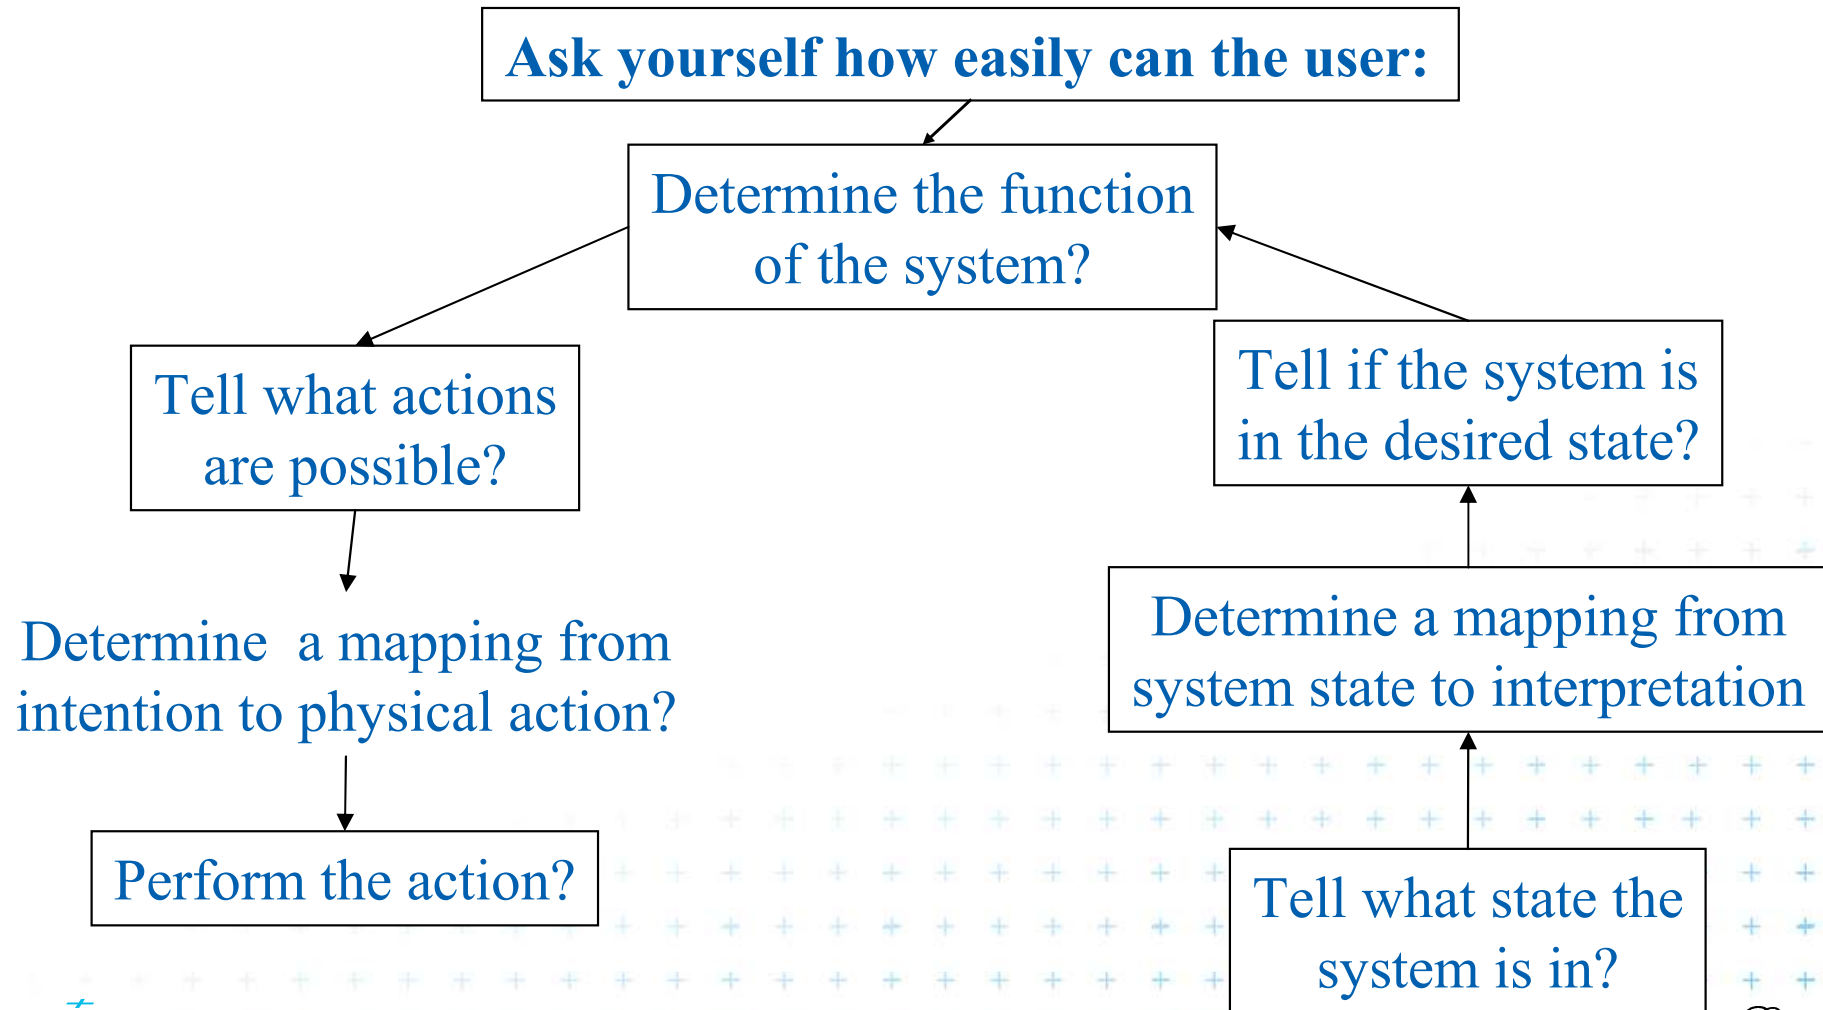 Ask yourself how easily can the user:
Determine the function
of the system?
Tell what actions
are possible?
Determine  a mapping from
intention to physical action?
Perform the action?
Tell if the system is
in the desired state?
Determine a mapping from
system state to interpretation
Tell what state the
system is in?